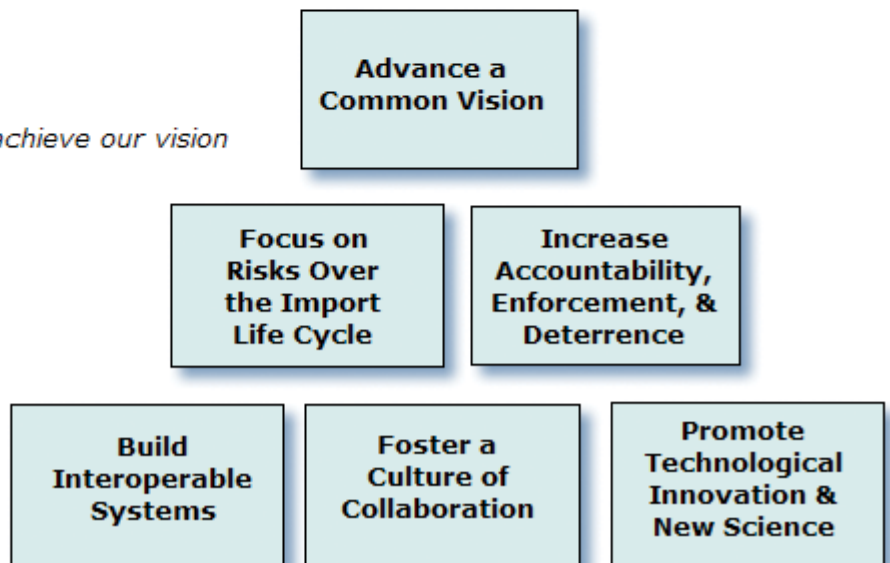 Advance a
Common Vision
achieve our vision
Focus on
Risks Over
the Import
Life Cycle
Increase
Accountability,
Enforcement, &
Deterrence
Build
Interoperable
Systems
Foster a
Culture of
Collaboration
Promote
Technological
Innovation &
New Science